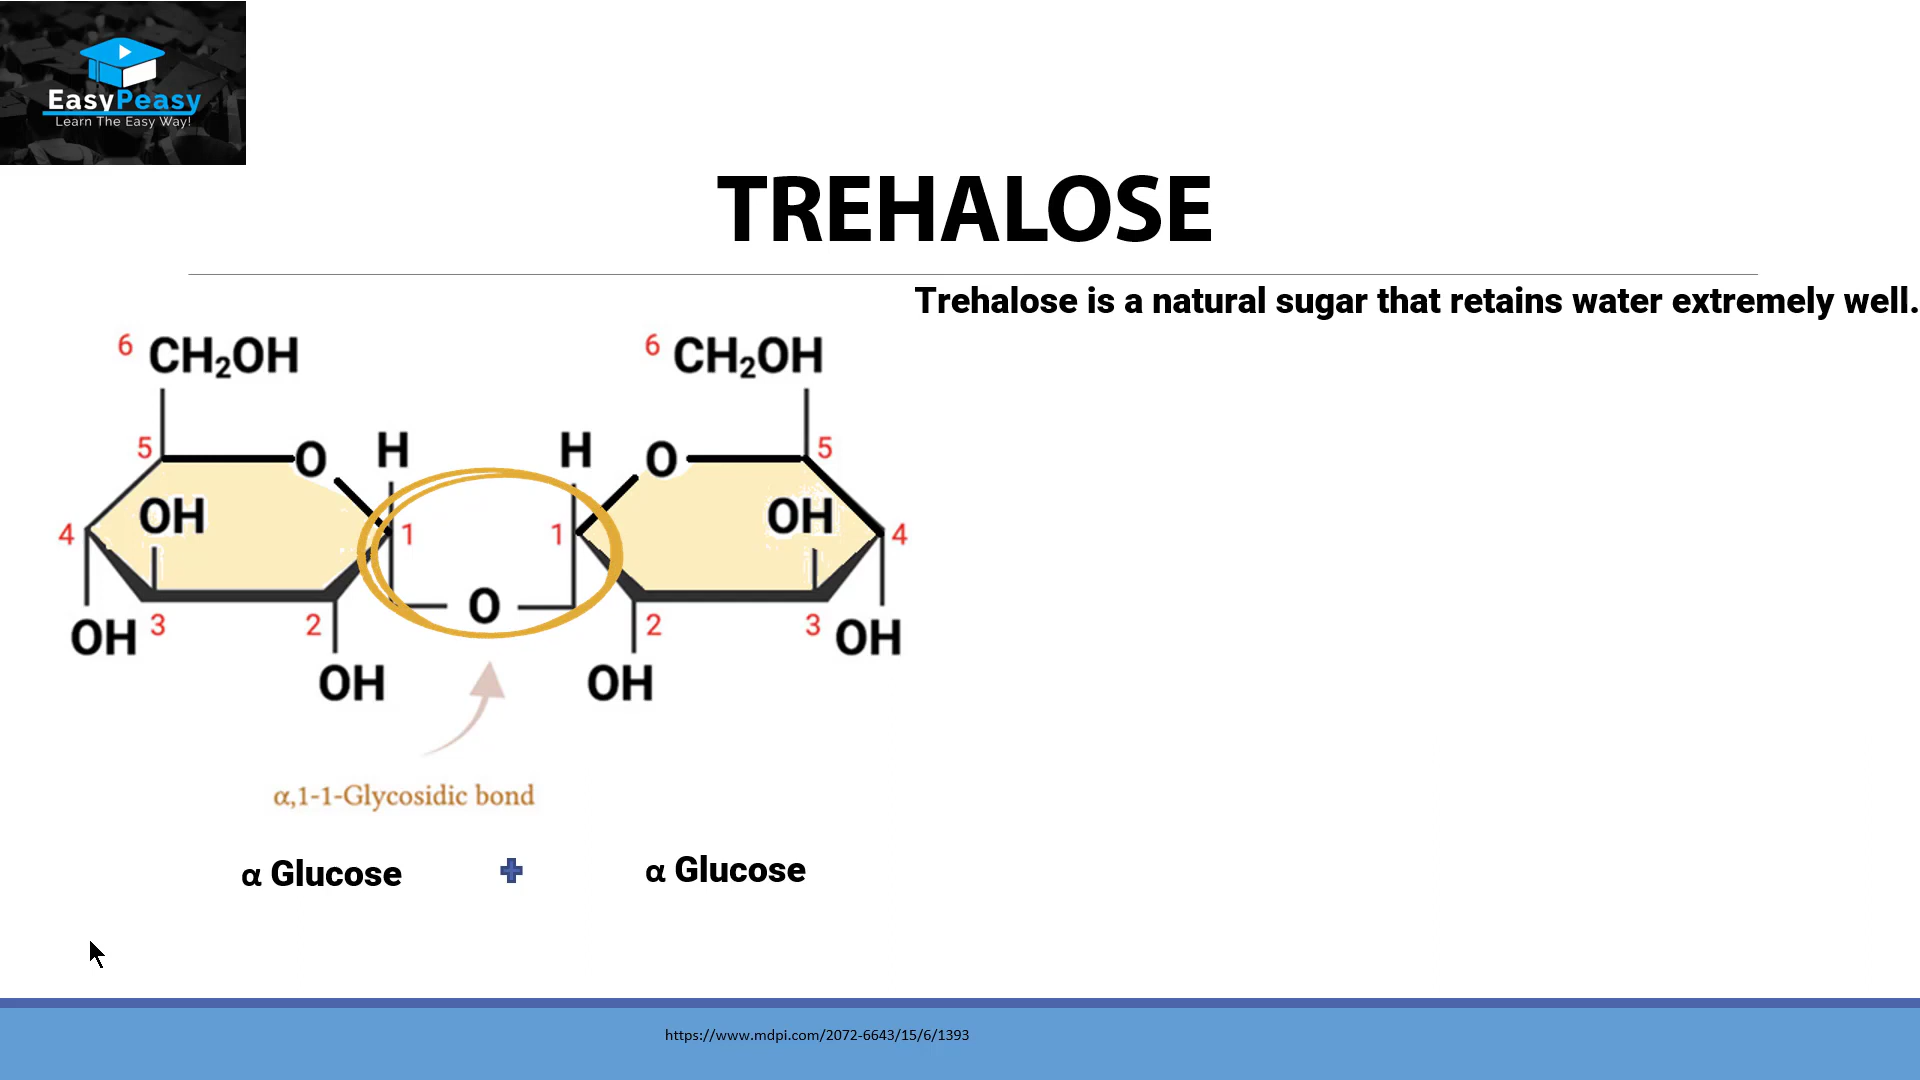 EasyPeasy
Learn The Easy Way!
TREHALOSE
Trehalose is a natural sugar that retains water extremely well.
6 CH₂OH 6 CH₂OH
5 O H H O 5
4 OH 1 1 OH 4
O
OH 3 2 2 3 OH
OH OH
α,1-1-Glycosidic bond
α Glucose + α Glucose
https://www.mdpi.com/2072-6643/15/6/1393